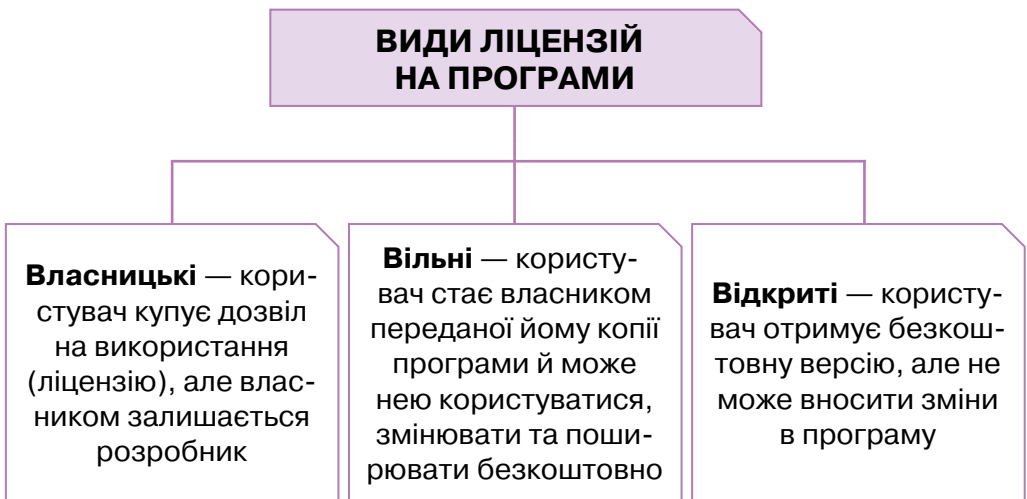 ВИДИ ЛІЦЕНЗІЙ
НА ПРОГРАМИ
Власницькі — кори-
стувач купує дозвіл
на використання
(ліцензію), але влас-
ником залишається
розробник
Вільні — користу-
вач стає власником
переданої йому копії
програми й може
нею користуватися,
змінювати та поши-
рювати безкоштовно
Відкриті — користу-
вач отримує безкош-
товну версію, але не
може вносити зміни
в програму